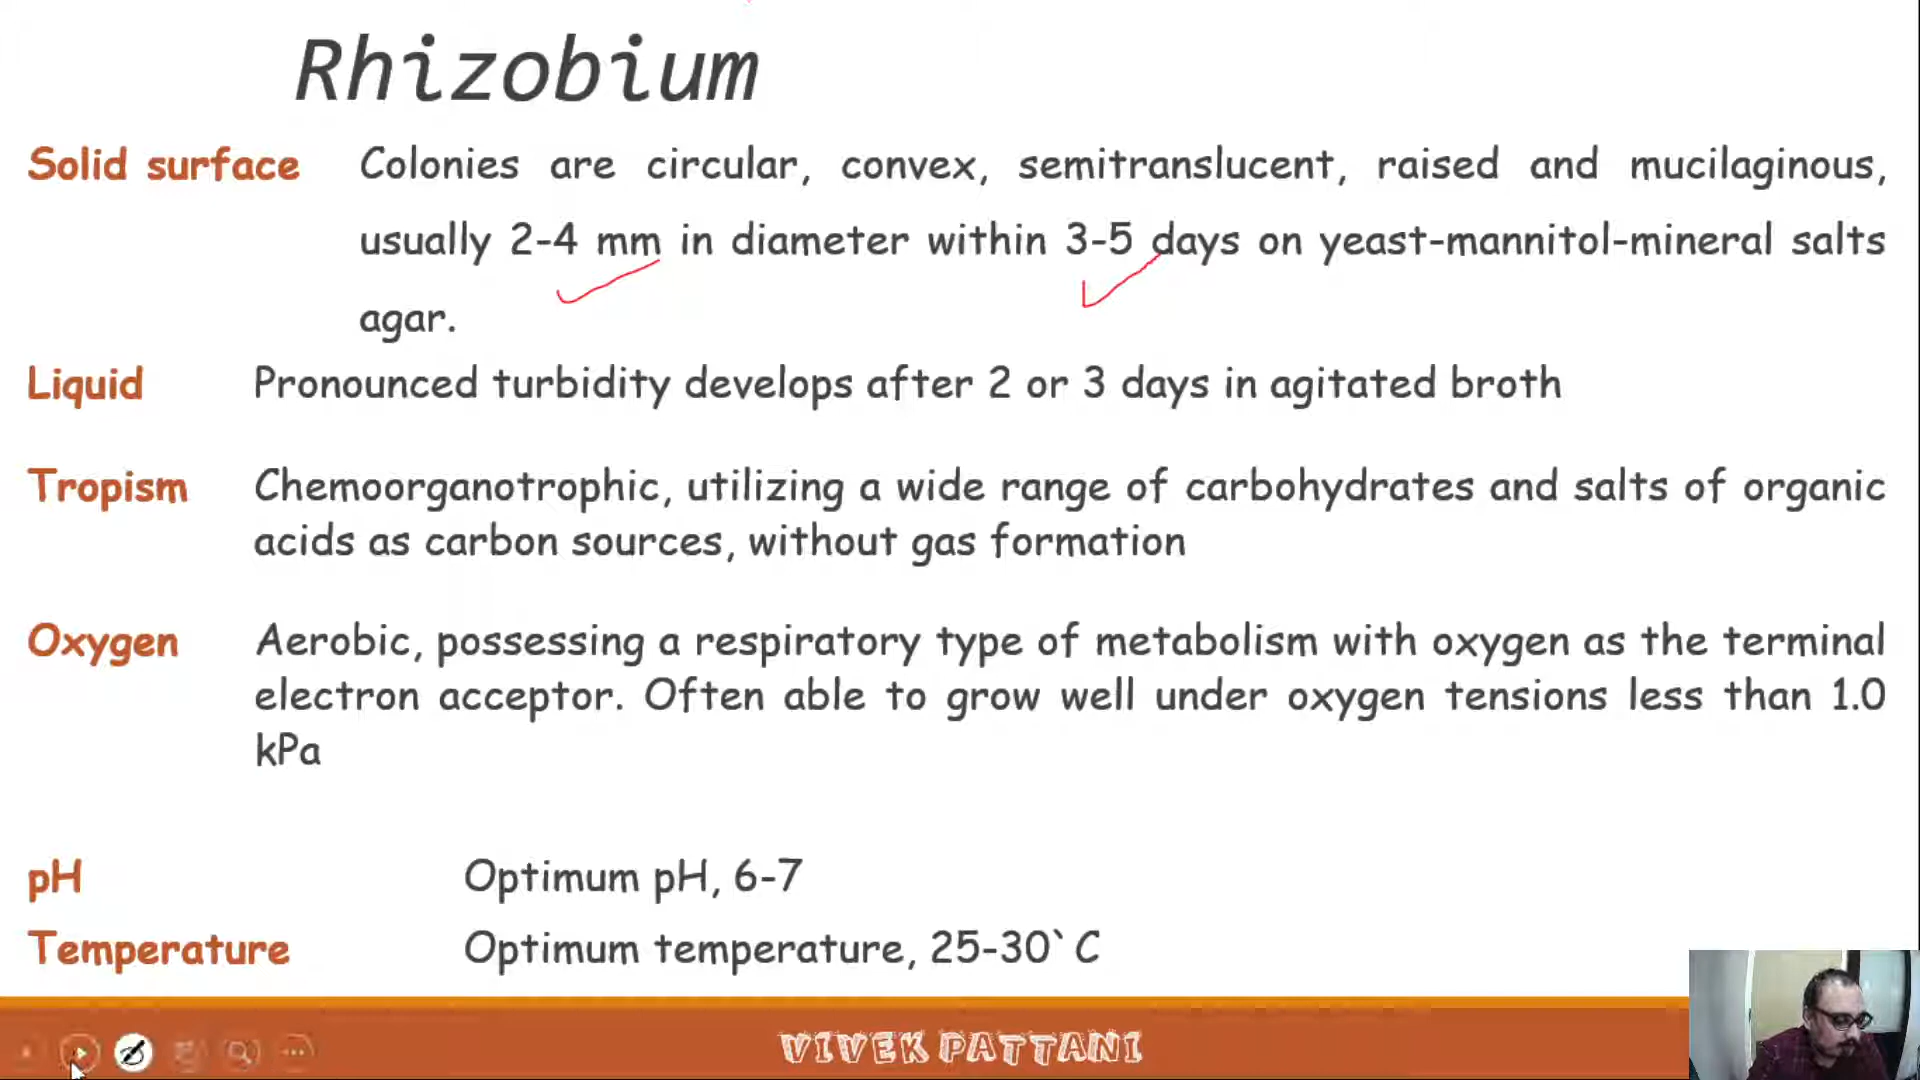 Rhizobium
Solid surface Colonies are circular, convex, semitranslucent, raised and mucilaginous,
usually 2-4 mm in diameter within 3-5 days on yeast-mannitol-mineral salts
agar.
Liquid Pronounced turbidity develops after 2 or 3 days in agitated broth
Tropism Chemoorganotrophic, utilizing a wide range of carbohydrates and salts of organic
acids as carbon sources, without gas formation
Oxygen Aerobic, possessing a respiratory type of metabolism with oxygen as the terminal
electron acceptor. Often able to grow well under oxygen tensions less than 1.0
kPa
pH Optimum pH, 6-7
Temperature Optimum temperature, 25-30`C
VIVEK PATTANI